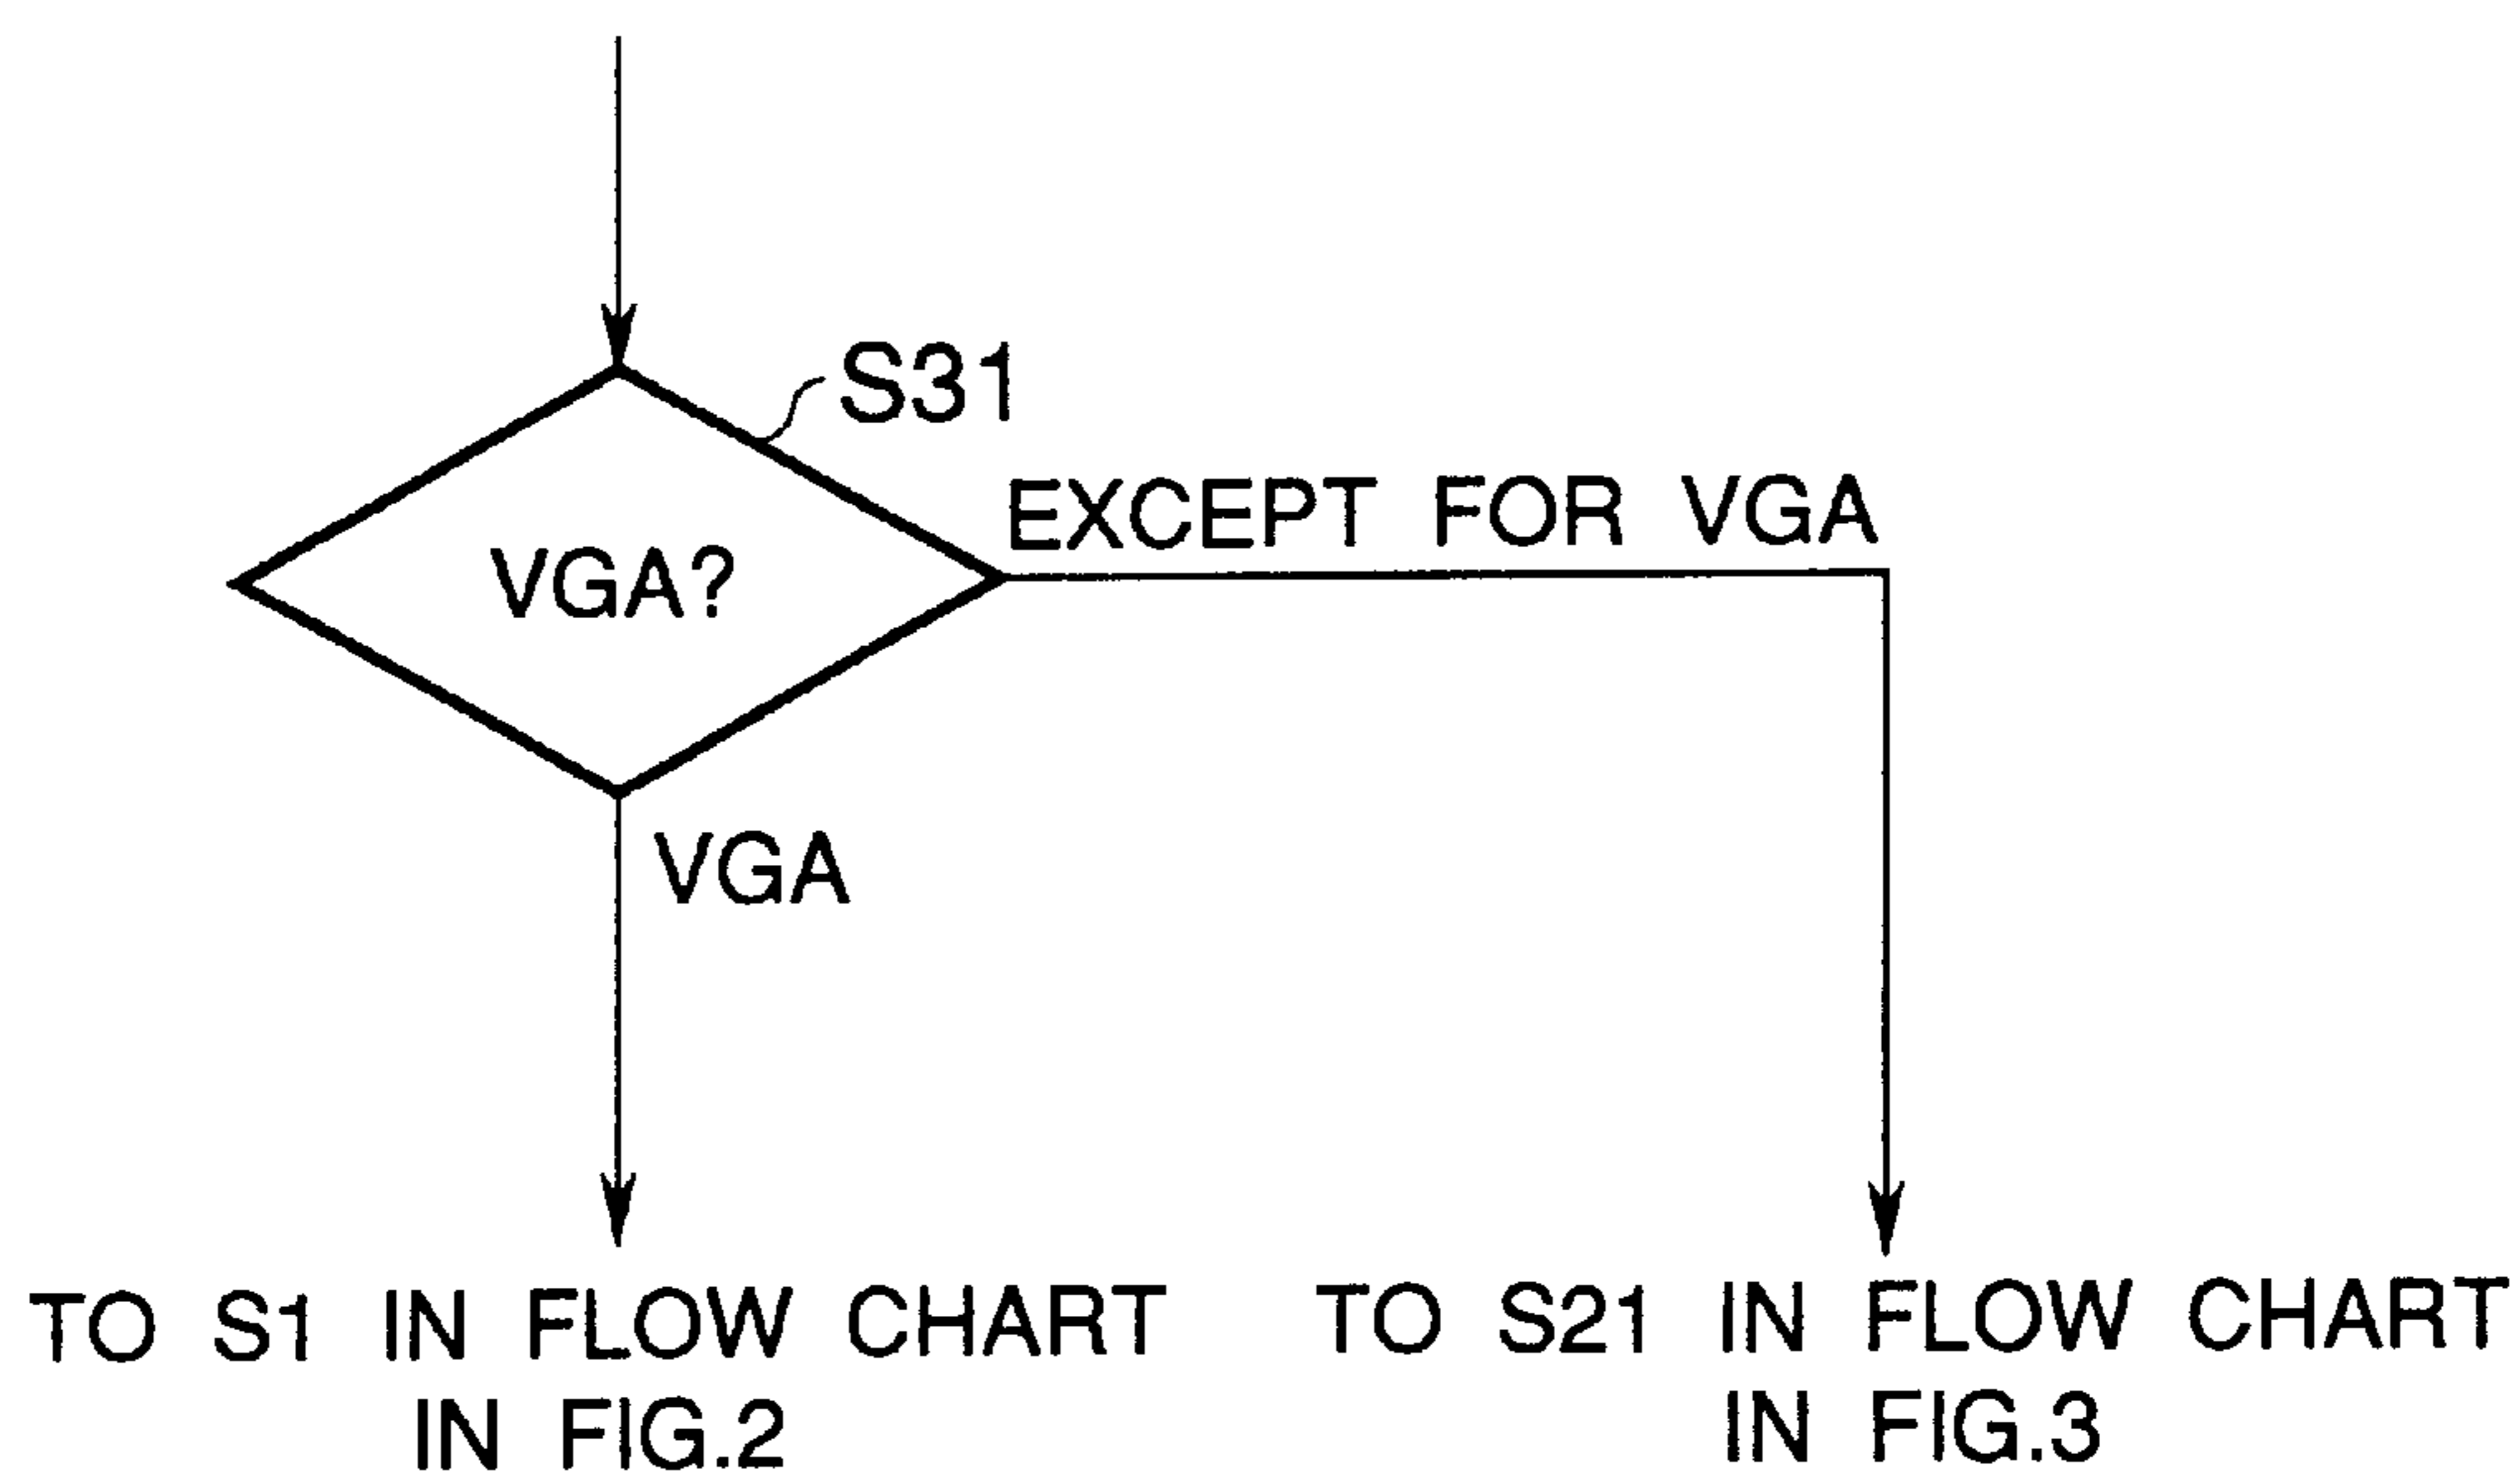 S31
EXCEPT FOR VGA
VGA?
VGA
TO S1 IN FLOW CHART
IN FIG.2
TO S21 IN FLOW CHART
IN FIG.3